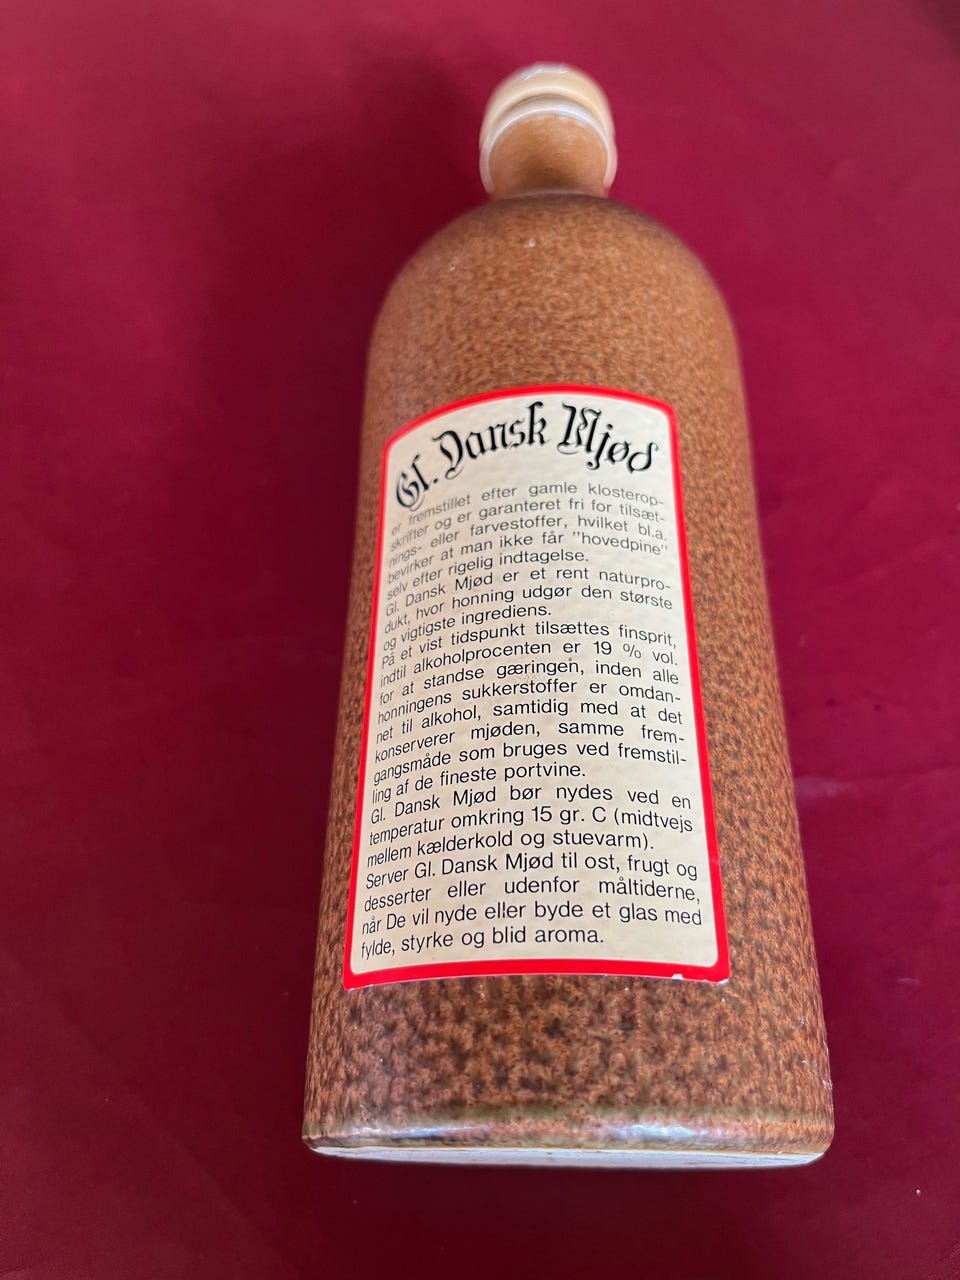 Gl. Dansk Mjød
er fremstillet efter gamle klosterop-
skrifter og er garanteret fri for tilsæt-
nings- eller farvestoffer, hvilket bl.a.
bevirker at man ikke får "hovedpine"
selv efter rigelig indtagelse.
Gl. Dansk Mjød er et rent naturpro-
dukt, hvor honning udgør den største
og vigtigste ingrediens.
På et vist tidspunkt tilsættes finsprit,
indtil alkoholprocenten er 19 % vol.
for at standse gæringen, inden alle
honningens sukkerstoffer er omdan-
net til alkohol, samtidig med at det
konserverer mjøden, samme frem-
gangsmåde som bruges ved fremstil-
ling af de fineste portvine.
Gl. Dansk Mjød bør nydes ved en
temperatur omkring 15 gr. C (midtvejs
mellem kælderkold og stuevarm).
Server Gl. Dansk Mjød til ost, frugt og
desserter eller udenfor måltiderne,
når De vil nyde eller byde et glas med
fylde, styrke og blid aroma.